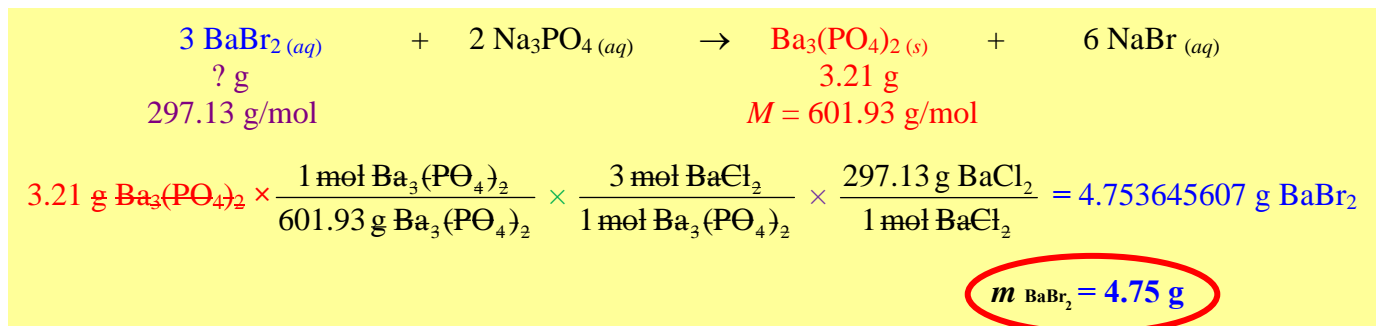 3 BaBr₂ (aq) + 2 Na₃PO₄ (aq) → Ba₃(PO₄)₂ (s) + 6 NaBr (aq)
? g 3.21 g
297.13 g/mol M = 601.93 g/mol
3.21 g Ba₃(PO₄)₂ × 1 mol Ba₃(PO₄)₂ / 601.93 g Ba₃(PO₄)₂ × 3 mol BaCl₂ / 1 mol Ba₃(PO₄)₂ × 297.13 g BaCl₂ / 1 mol BaCl₂ = 4.753645607 g BaBr₂
m BaBr₂ = 4.75 g